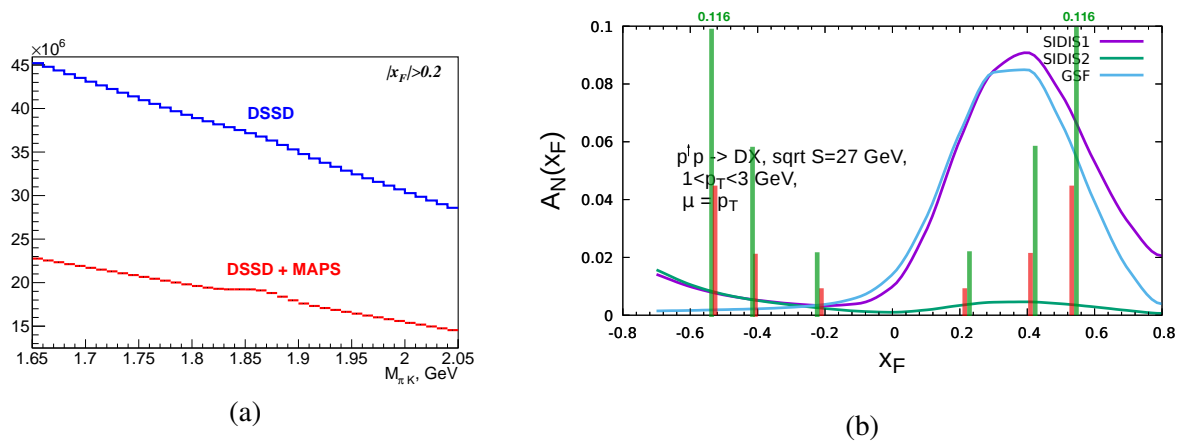 ×10⁶
45
40
35
30
25
20
15
|x_F|>0.2
DSSD
DSSD + MAPS
1.65 1.7 1.75 1.8 1.85 1.9 1.95 2 2.05
M_πK, GeV
(a)
0.116 0.116
0.1
0.08
0.06
0.04
0.02
0
A_N(x_F)
SIDIS1
SIDIS2
GSF
p↑p -> DX, sqrt S=27 GeV,
1<p_T<3 GeV,
μ = p_T
-0.8 -0.6 -0.4 -0.2 0 0.2 0.4 0.6 0.8
x_F
(b)